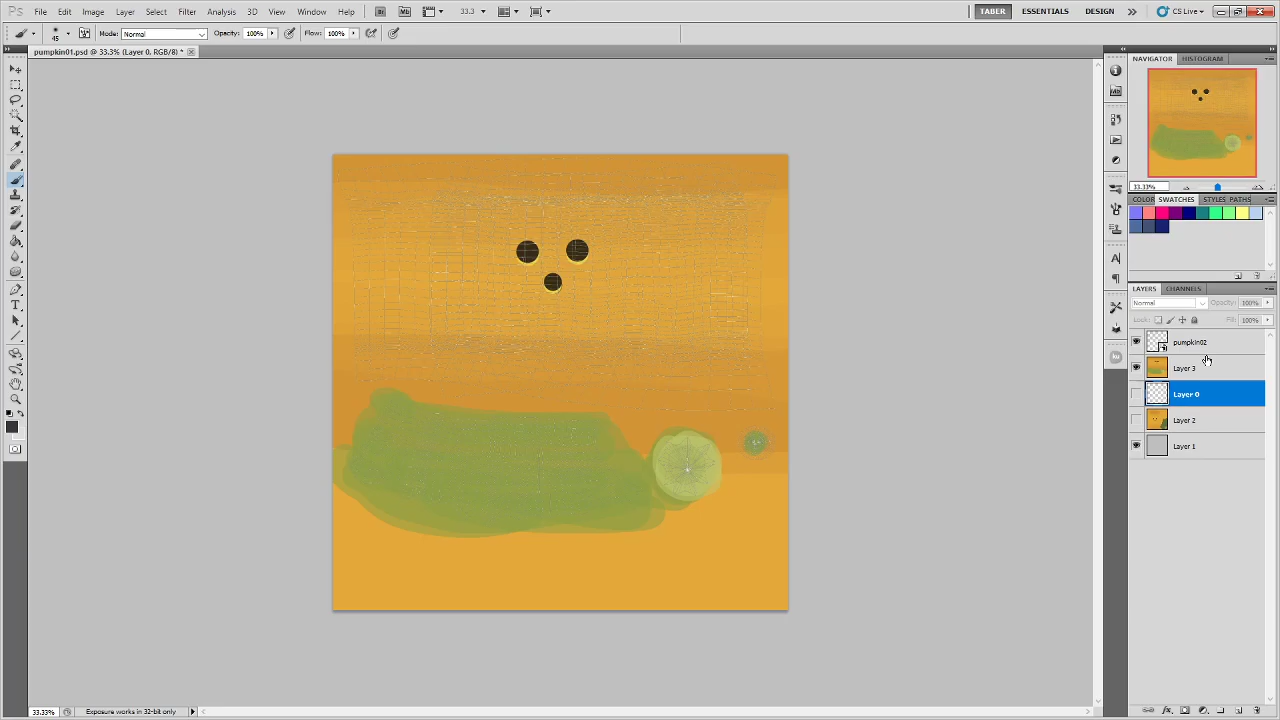 Ps File Edit Image Layer Select Filter Analysis 3D View Window Help Br Mb 33.3 TABER ESSENTIALS DESIGN CS Live
45 Mode: Normal Opacity: 100% Flow: 100%
pumpkin01.psd @ 33.3% (Layer 0, RGB/8) *
NAVIGATOR HISTOGRAM
33.33%
COLOR SWATCHES STYLES PATHS
LAYERS CHANNELS
Normal Opacity: 100%
Lock: Fill: 100%
pumpkin02
Layer 3
Layer 0
Layer 2
Layer 1
33.33% Exposure works in 32-bit only